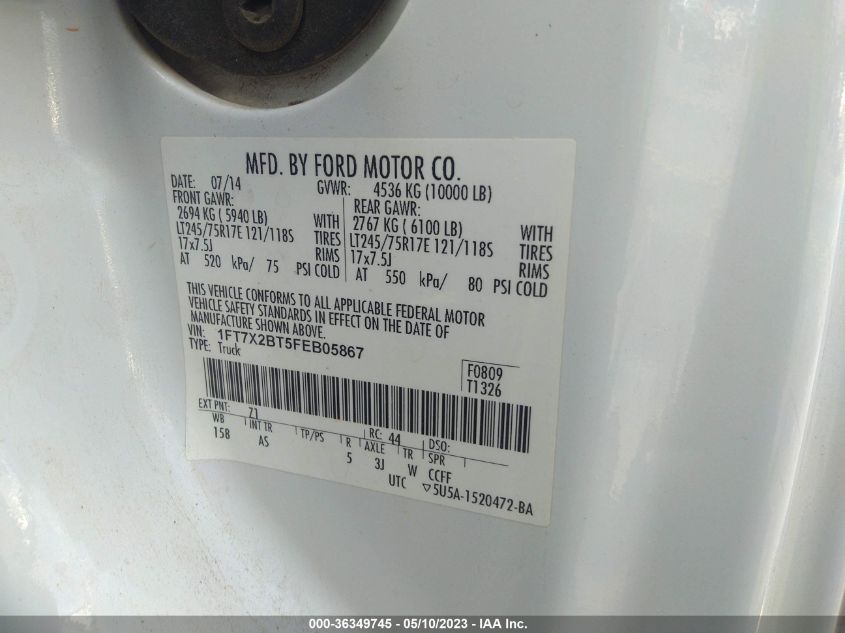 MFD. BY FORD MOTOR CO.
DATE: 07/14 GVWR: 4536 KG (10000 LB)
FRONT GAWR: REAR GAWR:
2694 KG ( 5940 LB) WITH 2767 KG ( 6100 LB) WITH
LT245/75R17E 121/118S TIRES LT245/75R17E 121/118S TIRES
17x7.5J RIMS 17x7.5J RIMS
AT 520 kPa/ 75 PSI COLD AT 550 kPa/ 80 PSI COLD
THIS VEHICLE CONFORMS TO ALL APPLICABLE FEDERAL MOTOR
VEHICLE SAFETY STANDARDS IN EFFECT ON THE DATE OF
MANUFACTURE SHOWN ABOVE.
VIN: 1FT7X2BT5FEB05867
TYPE: Truck
F0809
T1326
EXT PNT: Z1 RC: 44 DSO:
WB INT TR TP/PS R AXLE TR SPR
158 AS 5 3J W CCFF
UTC ▽5U5A-1520472-BA
000-36349745 - 05/10/2023 - IAA Inc.